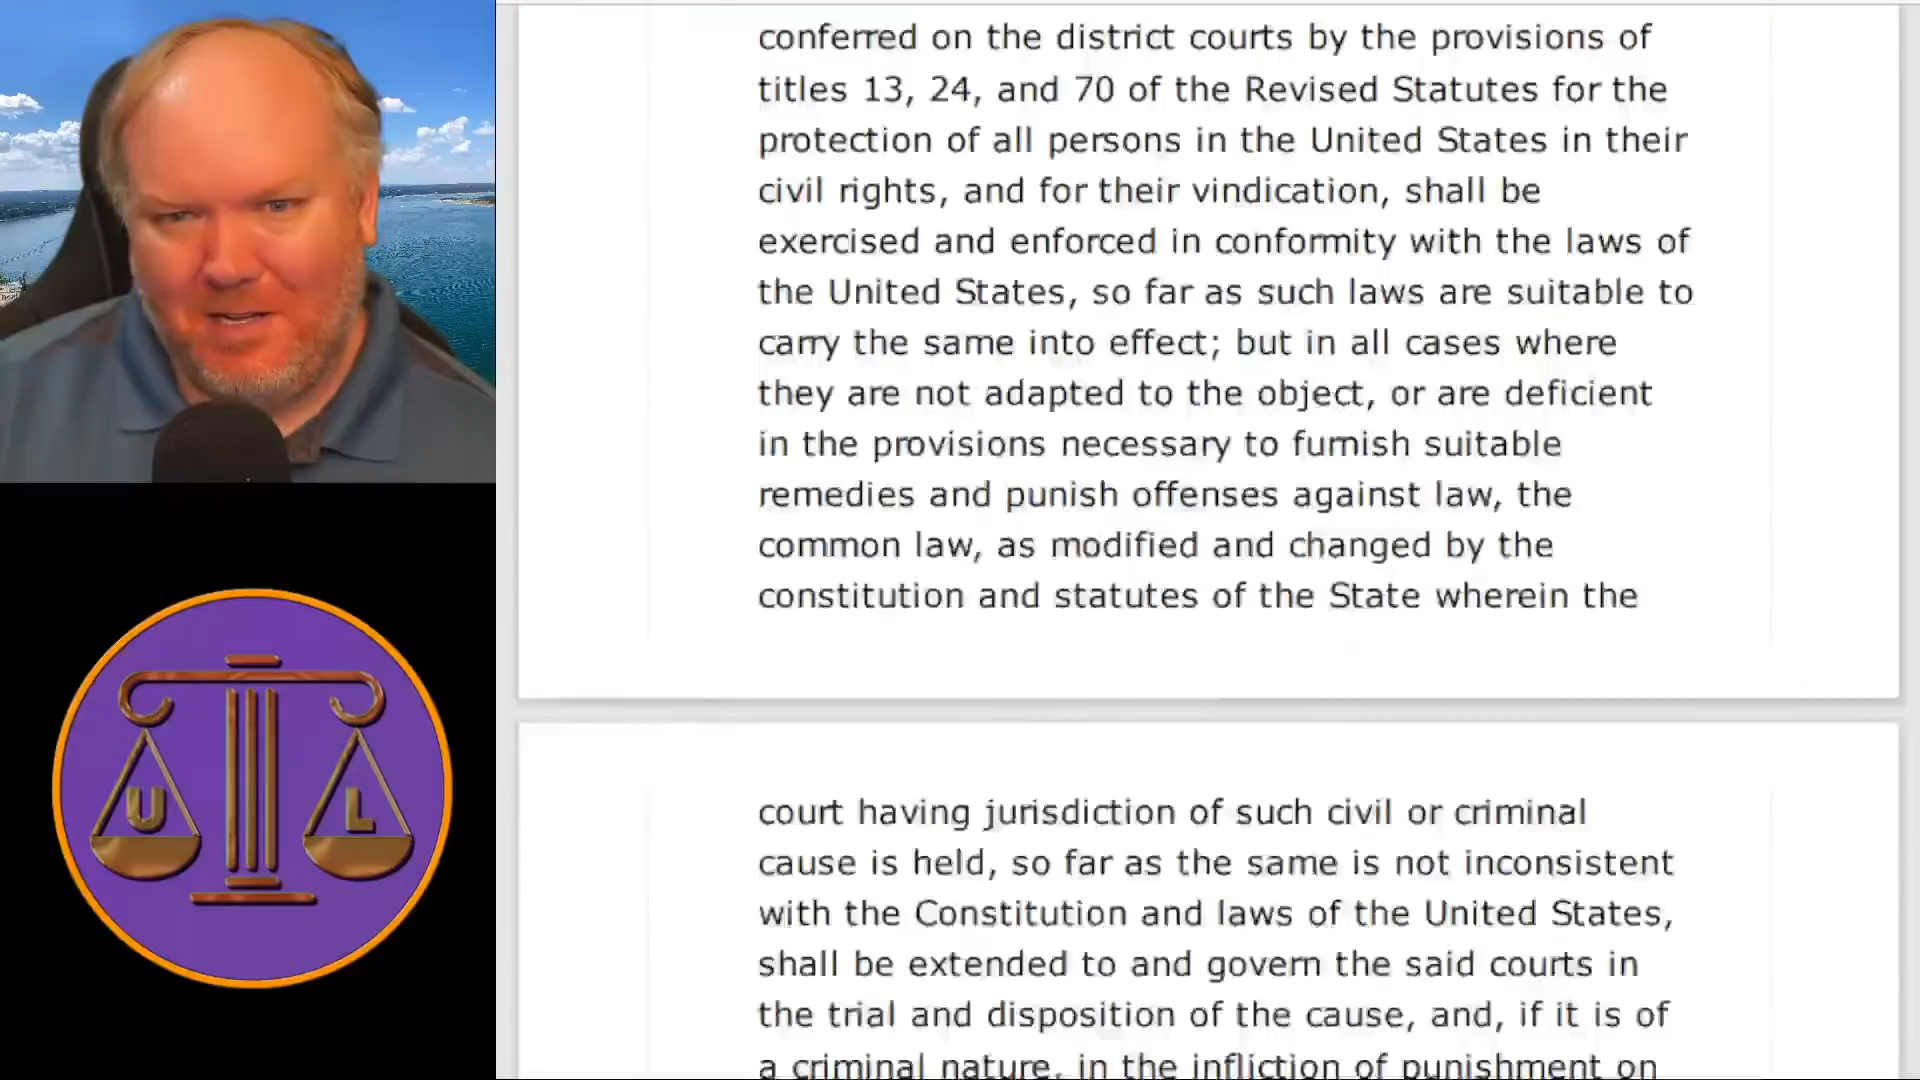 conferred on the district courts by the provisions of
titles 13, 24, and 70 of the Revised Statutes for the
protection of all persons in the United States in their
civil rights, and for their vindication, shall be
exercised and enforced in conformity with the laws of
the United States, so far as such laws are suitable to
carry the same into effect; but in all cases where
they are not adapted to the object, or are deficient
in the provisions necessary to furnish suitable
remedies and punish offenses against law, the
common law, as modified and changed by the
constitution and statutes of the State wherein the
U L
court having jurisdiction of such civil or criminal
cause is held, so far as the same is not inconsistent
with the Constitution and laws of the United States,
shall be extended to and govern the said courts in
the trial and disposition of the cause, and, if it is of
a criminal nature, in the infliction of punishment on